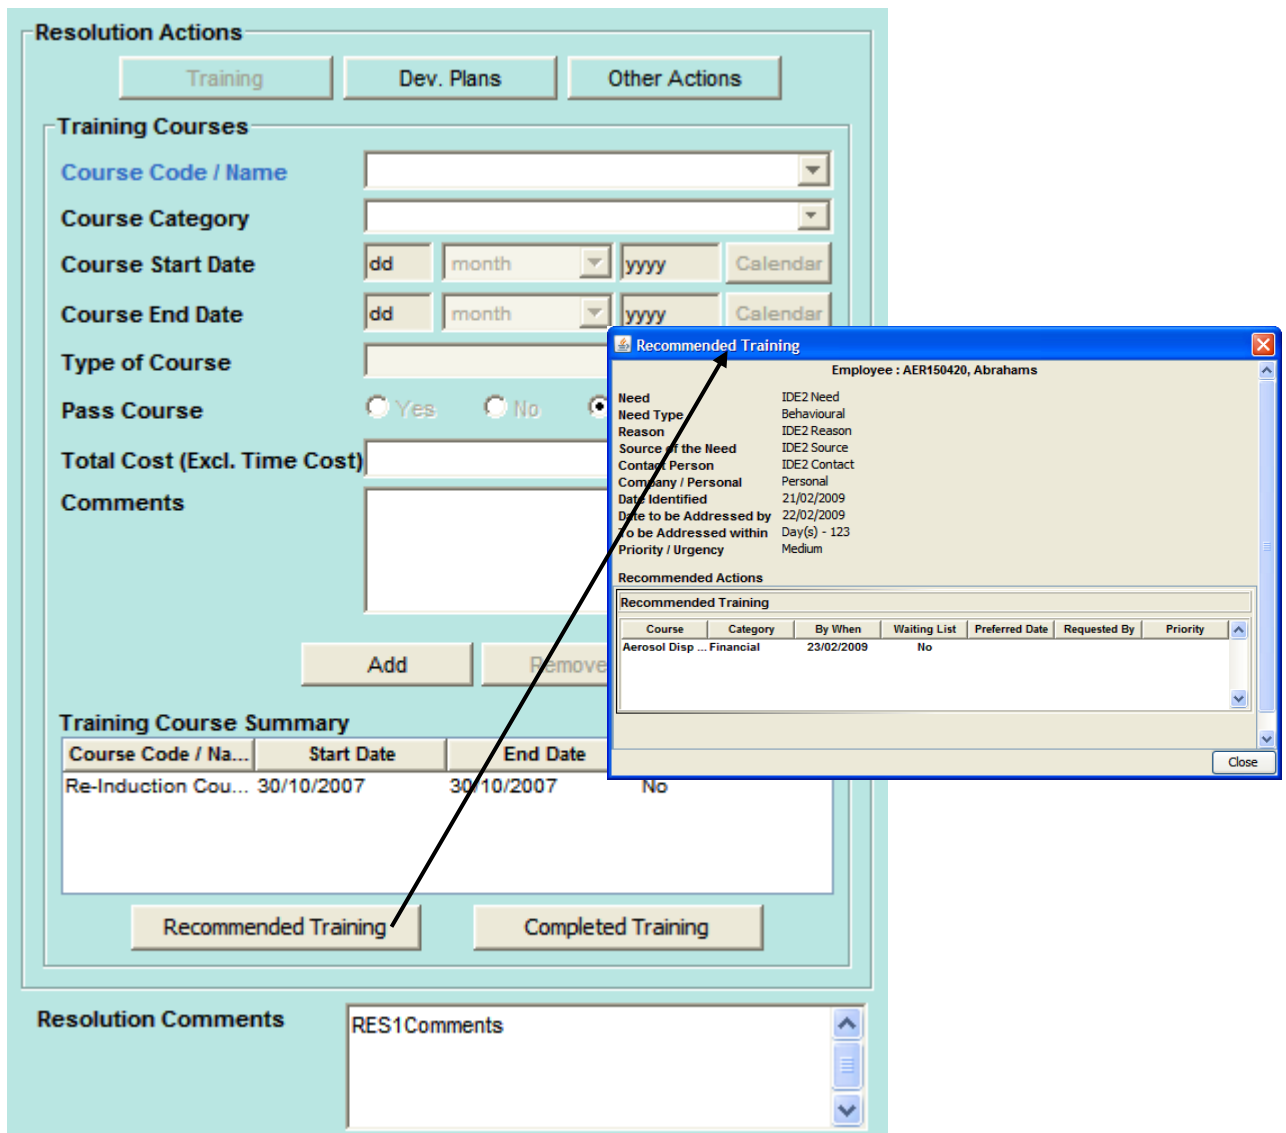 Resolution Actions
Training Dev. Plans Other Actions
Training Courses
Course Code / Name
Course Category
Course Start Date dd month yyyy Calendar
Course End Date dd month yyyy Calendar
Type of Course
Pass Course Yes No
Total Cost (Excl. Time Cost)
Comments
Add Remove
Training Course Summary
Course Code / Na... Start Date End Date
Re-Induction Cou... 30/10/2007 30/10/2007 No
Recommended Training Completed Training
Resolution Comments RES1Comments
Recommended Training
Employee : AER150420, Abrahams
Need IDE2 Need
Need Type Behavioural
Reason IDE2 Reason
Source of the Need IDE2 Source
Contact Person IDE2 Contact
Company / Personal Personal
Date Identified 21/02/2009
Date to be Addressed by 22/02/2009
To be Addressed within Day(s) - 123
Priority / Urgency Medium
Recommended Actions
Recommended Training
Course Category By When Waiting List Preferred Date Requested By Priority
Aerosol Disp ... Financial 23/02/2009 No
Close